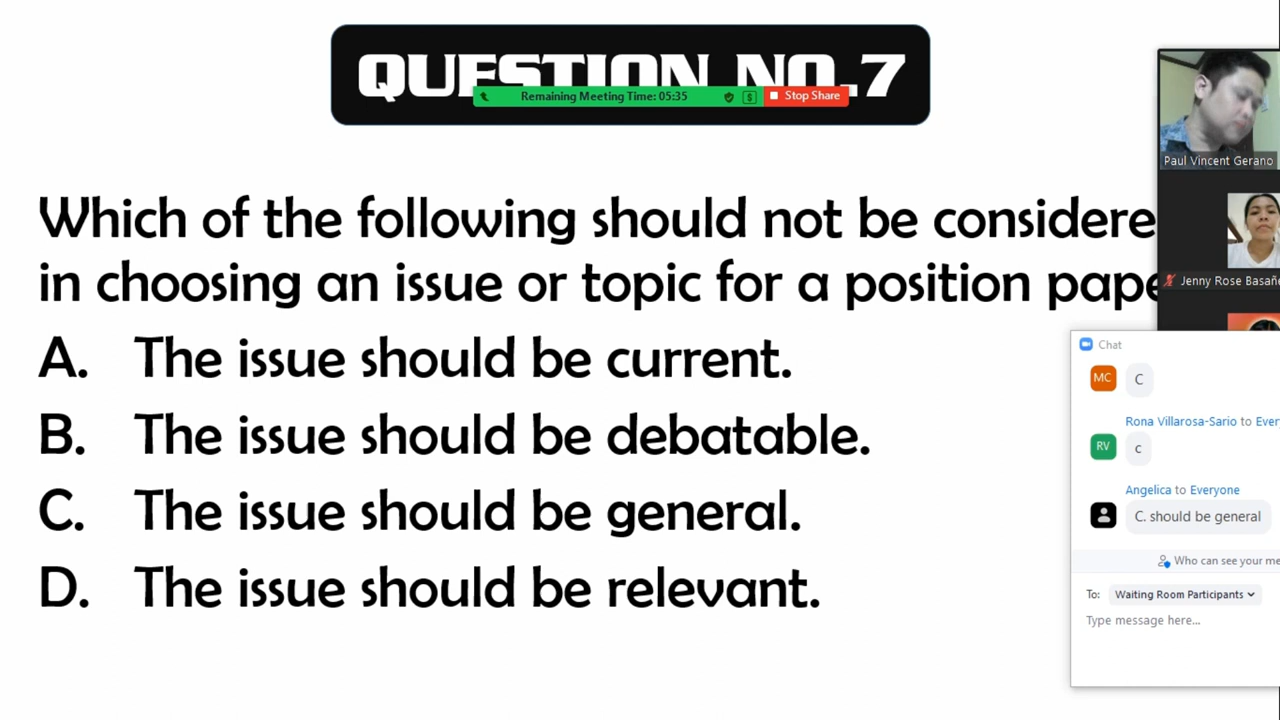 QUESTION NO.7
Remaining Meeting Time: 05:35
Stop Share
Which of the following should not be considere
in choosing an issue or topic for a position pape
A. The issue should be current.
B. The issue should be debatable.
C. The issue should be general.
D. The issue should be relevant.
Paul Vincent Gerano
Jenny Rose Basañe
Chat
MC
C
Rona Villarosa-Sario to Ever
RV
c
Angelica to Everyone
C. should be general
Who can see your me
To: Waiting Room Participants
Type message here...